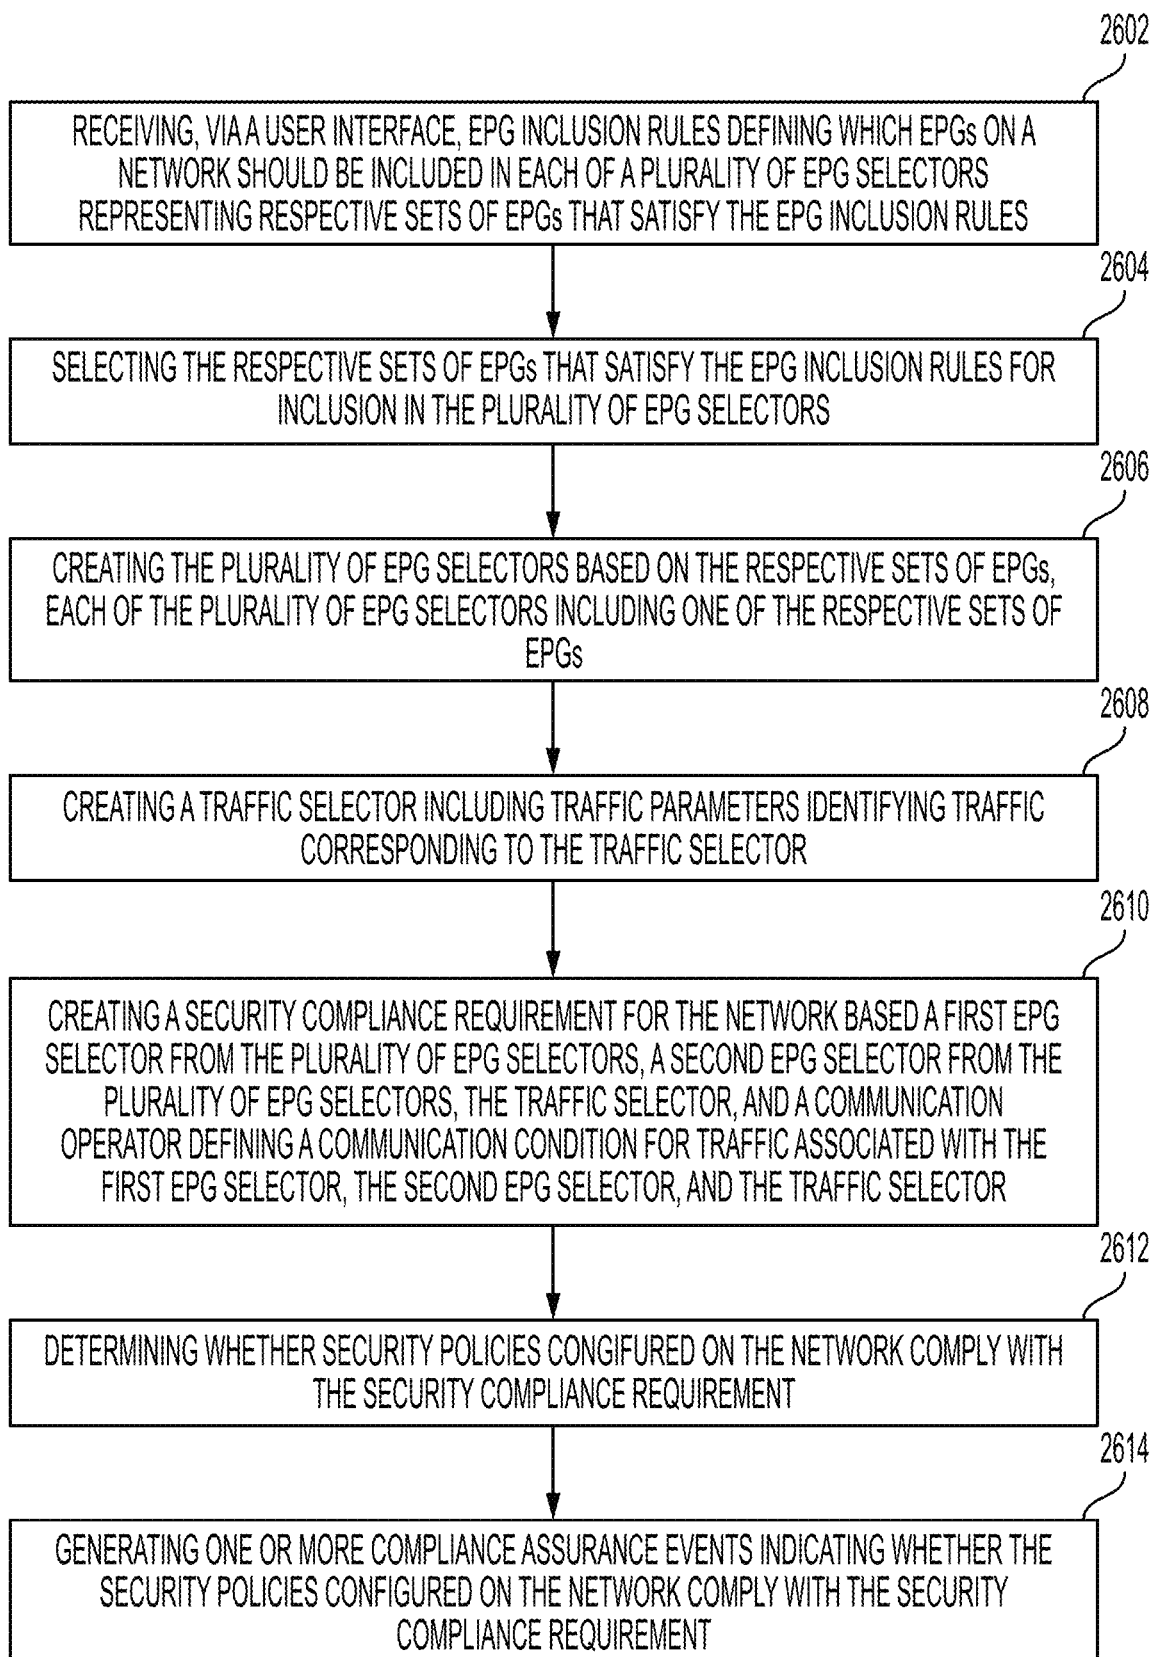 2602
RECEIVING, VIA A USER INTERFACE, EPG INCLUSION RULES DEFINING WHICH EPGs ON A
NETWORK SHOULD BE INCLUDED IN EACH OF A PLURALITY OF EPG SELECTORS
REPRESENTING RESPECTIVE SETS OF EPGs THAT SATISFY THE EPG INCLUSION RULES
2604
SELECTING THE RESPECTIVE SETS OF EPGs THAT SATISFY THE EPG INCLUSION RULES FOR
INCLUSION IN THE PLURALITY OF EPG SELECTORS
2606
CREATING THE PLURALITY OF EPG SELECTORS BASED ON THE RESPECTIVE SETS OF EPGs,
EACH OF THE PLURALITY OF EPG SELECTORS INCLUDING ONE OF THE RESPECTIVE SETS OF
EPGs
2608
CREATING A TRAFFIC SELECTOR INCLUDING TRAFFIC PARAMETERS IDENTIFYING TRAFFIC
CORRESPONDING TO THE TRAFFIC SELECTOR
2610
CREATING A SECURITY COMPLIANCE REQUIREMENT FOR THE NETWORK BASED A FIRST EPG
SELECTOR FROM THE PLURALITY OF EPG SELECTORS, A SECOND EPG SELECTOR FROM THE
PLURALITY OF EPG SELECTORS, THE TRAFFIC SELECTOR, AND A COMMUNICATION
OPERATOR DEFINING A COMMUNICATION CONDITION FOR TRAFFIC ASSOCIATED WITH THE
FIRST EPG SELECTOR, THE SECOND EPG SELECTOR, AND THE TRAFFIC SELECTOR
2612
DETERMINING WHETHER SECURITY POLICIES CONGIFURED ON THE NETWORK COMPLY WITH
THE SECURITY COMPLIANCE REQUIREMENT
2614
GENERATING ONE OR MORE COMPLIANCE ASSURANCE EVENTS INDICATING WHETHER THE
SECURITY POLICIES CONFIGURED ON THE NETWORK COMPLY WITH THE SECURITY
COMPLIANCE REQUIREMENT